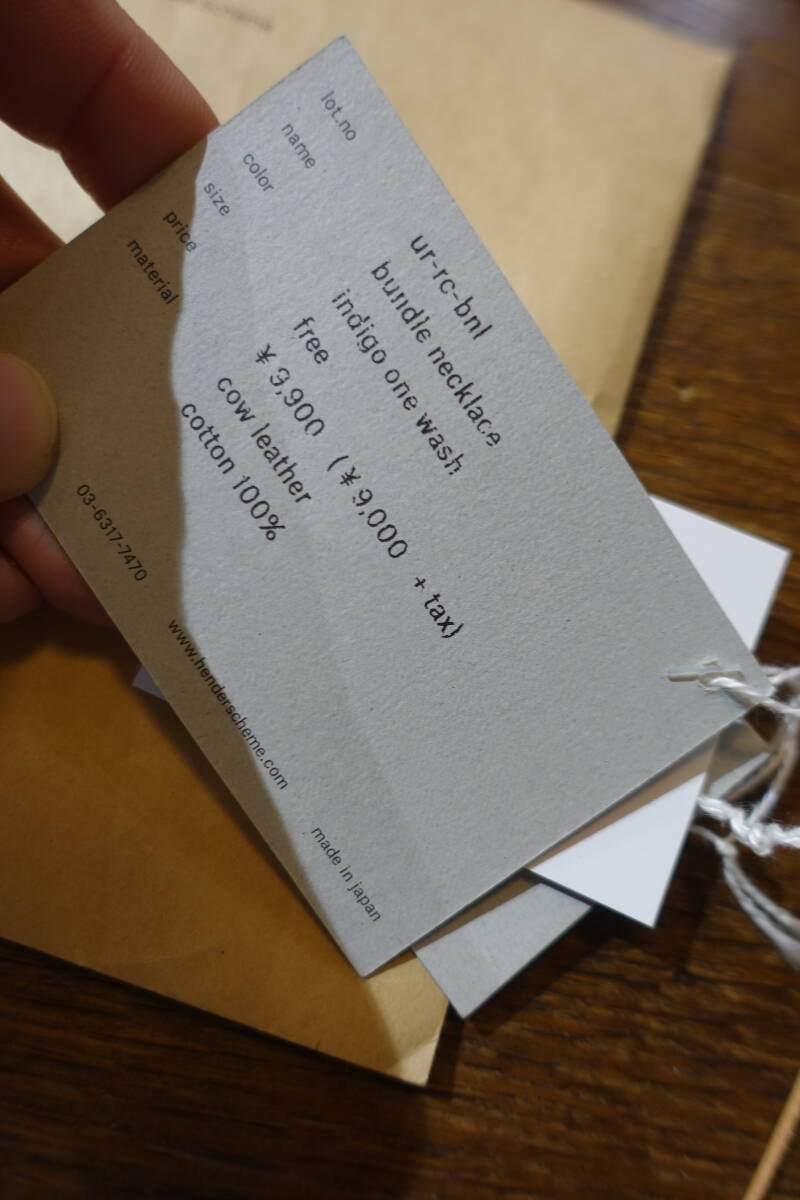 lot.no ur-rc-bnl
name bundle necklace
color indigo one wash
size free
price ¥ 9,900 (¥ 9,000 + tax)
material cow leather
cotton 100%
03-6317-7470 www.henderscheme.com made in japan